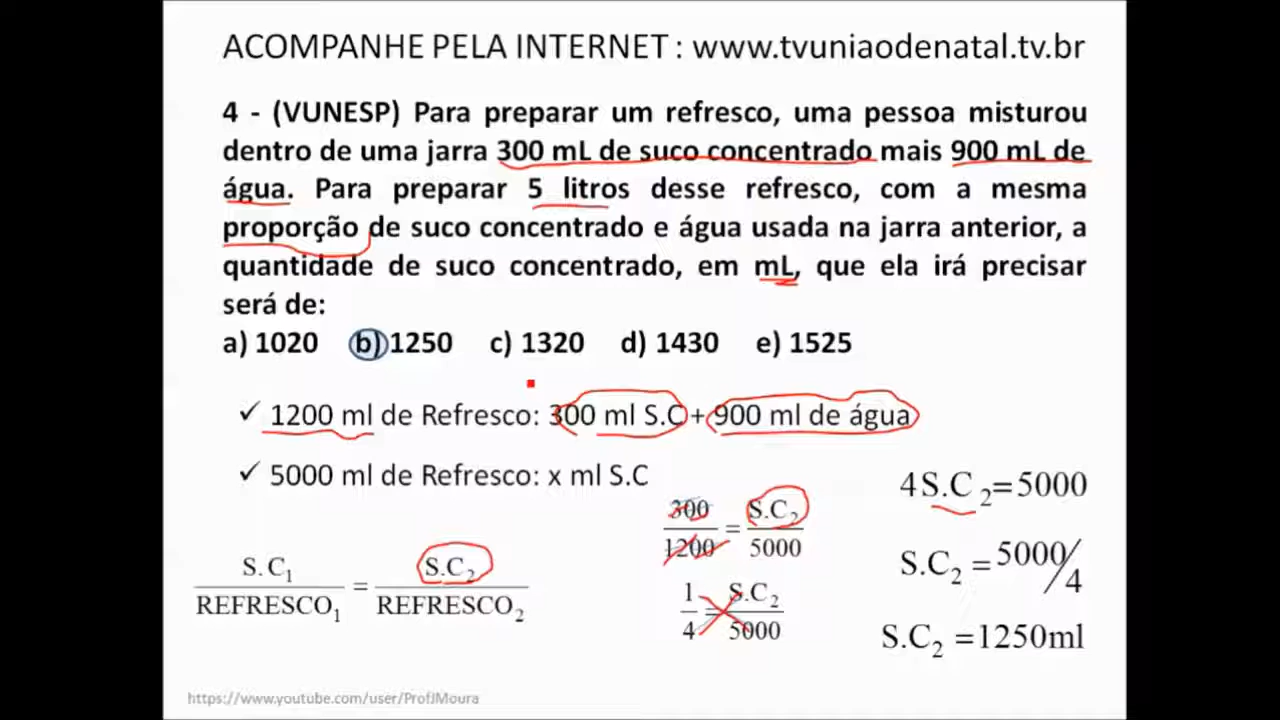 ACOMPANHE PELA INTERNET : www.tvuniaodenatal.tv.br
4 - (VUNESP) Para preparar um refresco, uma pessoa misturou
dentro de uma jarra 300 mL de suco concentrado mais 900 mL de
água. Para preparar 5 litros desse refresco, com a mesma
proporção de suco concentrado e água usada na jarra anterior, a
quantidade de suco concentrado, em mL, que ela irá precisar
será de:
a) 1020 b) 1250 c) 1320 d) 1430 e) 1525
✓ 1200 ml de Refresco: 300 ml S.C + 900 ml de água
✓ 5000 ml de Refresco: x ml S.C
S.C₁/REFRESCO₁ = S.C₂/REFRESCO₂
300/1200 = S.C₂/5000
1/4 = S.C₂/5000
4S.C₂=5000
S.C₂ =5000/4
S.C₂ =1250ml
https://www.youtube.com/user/ProfJMoura